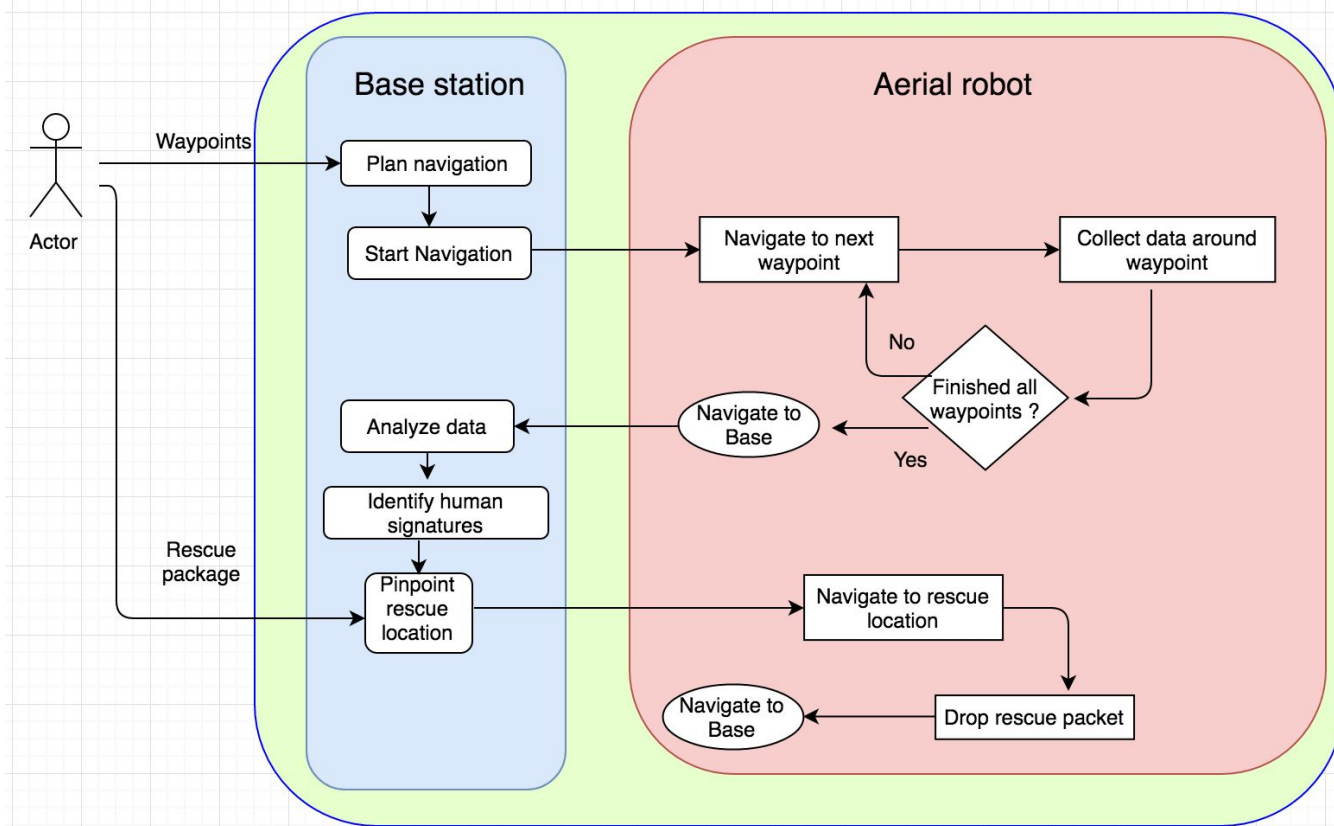 Base station
Aerial robot
Waypoints
Actor
Plan navigation
Start Navigation
Navigate to next
waypoint
Collect data around
waypoint
No
Finished all
waypoints ?
Yes
Navigate to
Base
Analyze data
Identify human
signatures
Rescue
package
Pinpoint
rescue
location
Navigate to rescue
location
Drop rescue packet
Navigate to
Base